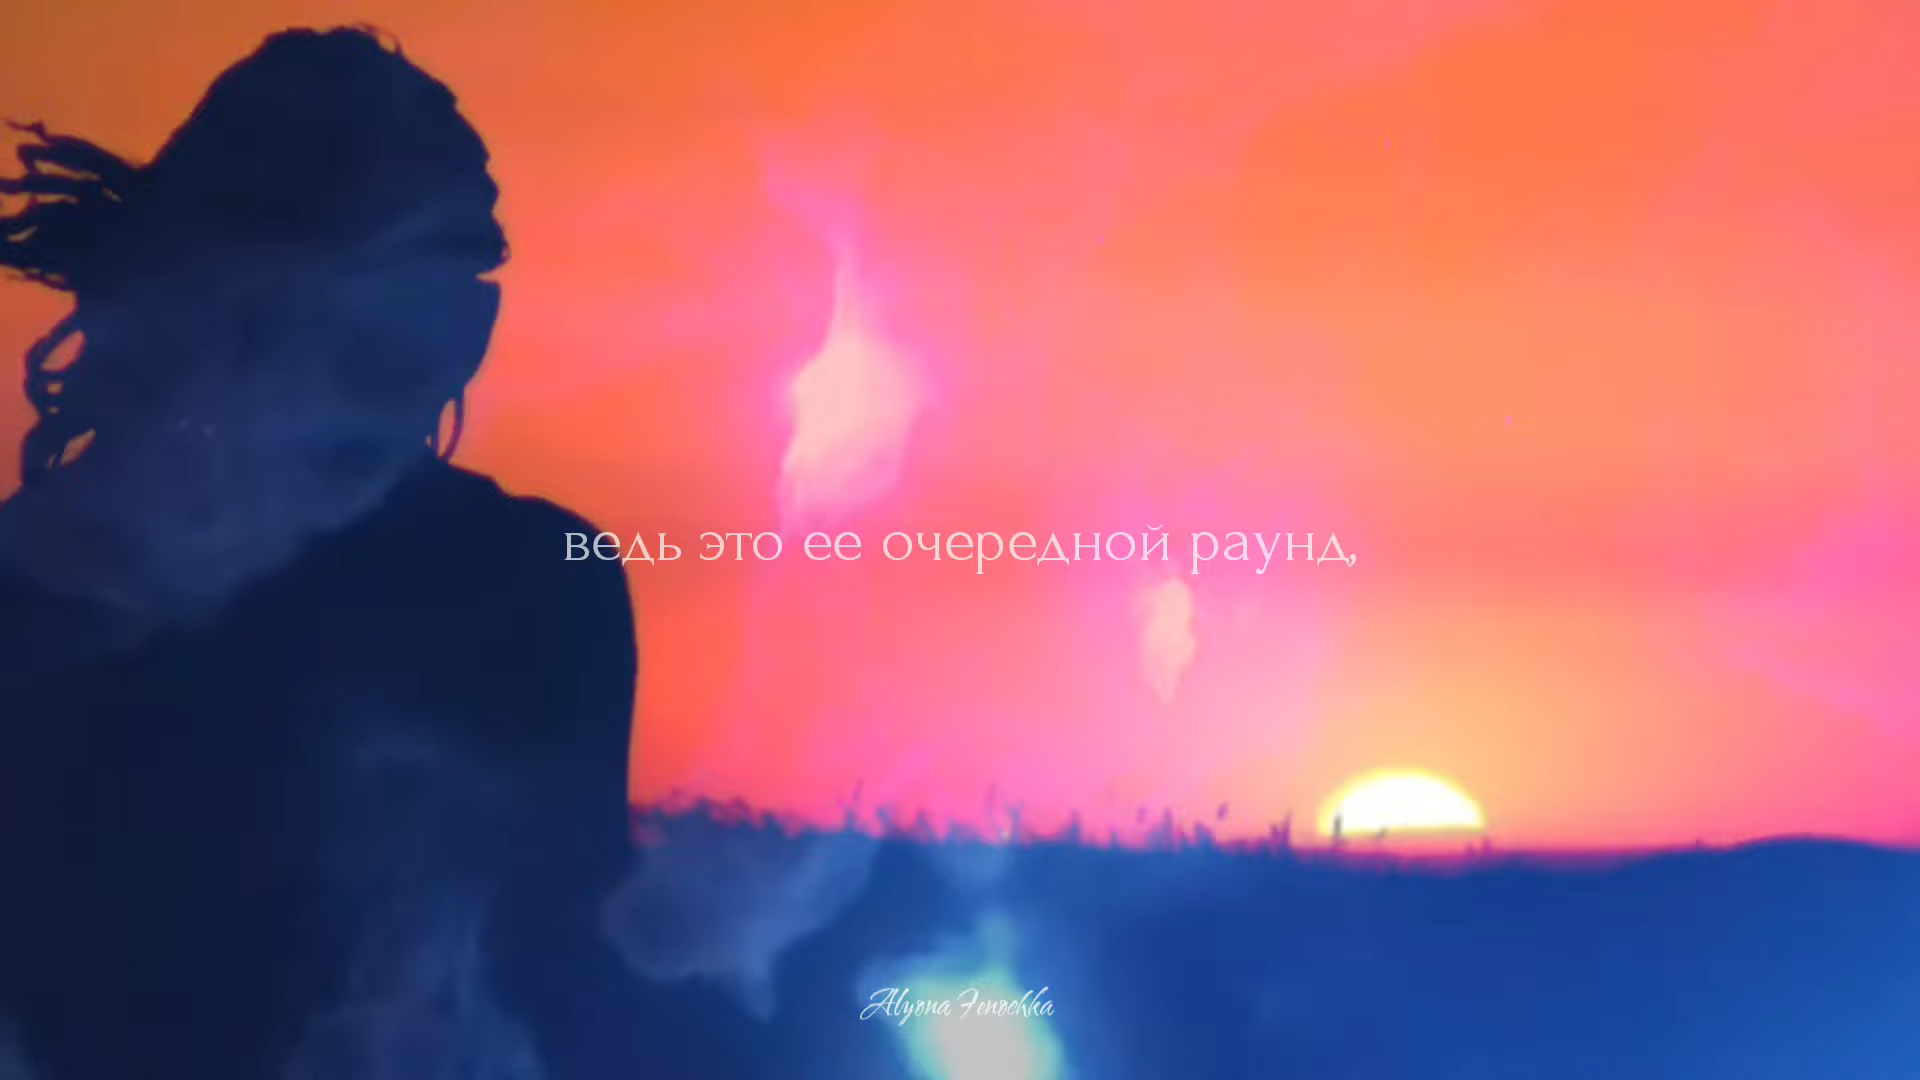 ведь это ее очередной раунд,
Alyona Fenochka